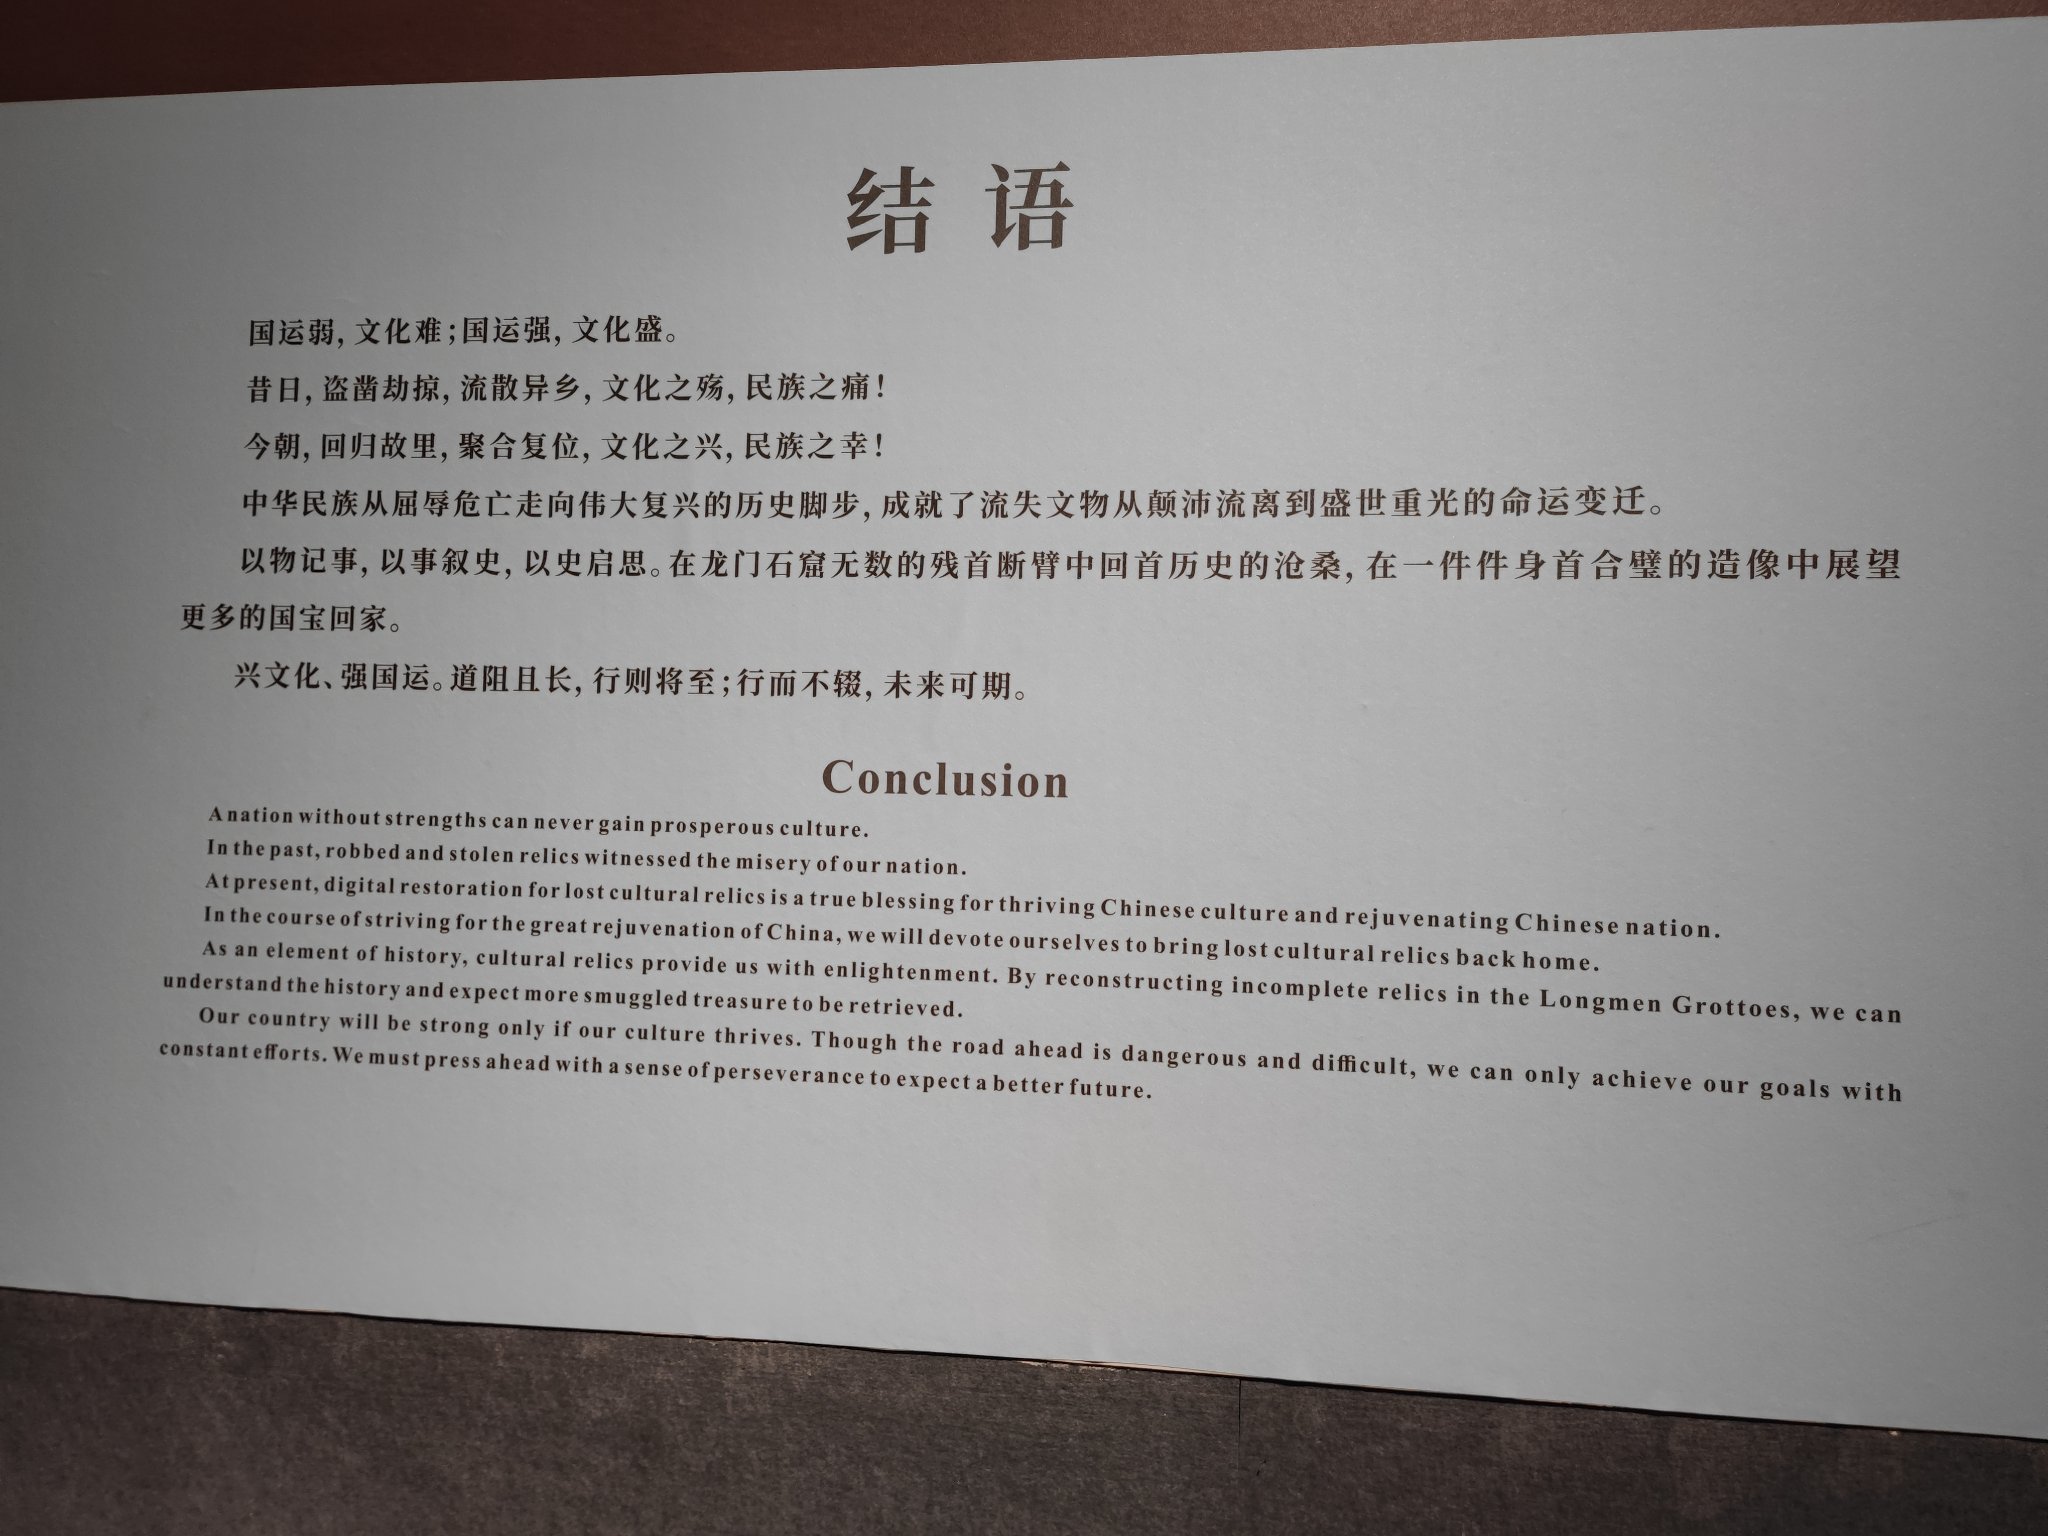 结语
国运弱，文化难；国运强，文化盛。
昔日，盗凿劫掠，流散异乡，文化之殇，民族之痛！
今朝，回归故里，聚合复位，文化之兴，民族之幸！
中华民族从屈辱危亡走向伟大复兴的历史脚步，成就了流失文物从颠沛流离到盛世重光的命运变迁。
以物记事，以事叙史，以史启思。在龙门石窟无数的残首断臂中回首历史的沧桑，在一件件身首合璧的造像中展望
更多的国宝回家。
兴文化、强国运。道阻且长，行则将至；行而不辍，未来可期。
Conclusion
A nation without strengths can never gain prosperous culture.
In the past, robbed and stolen relics witnessed the misery of our nation.
At present, digital restoration for lost cultural relics is a true blessing for thriving Chinese culture and rejuvenating Chinese nation.
In the course of striving for the great rejuvenation of China, we will devote ourselves to bring lost cultural relics back home.
As an element of history, cultural relics provide us with enlightenment. By reconstructing incomplete relics in the Longmen Grottoes, we can
understand the history and expect more smuggled treasure to be retrieved.
Our country will be strong only if our culture thrives. Though the road ahead is dangerous and difficult, we can only achieve our goals with
constant efforts. We must press ahead with a sense of perseverance to expect a better future.